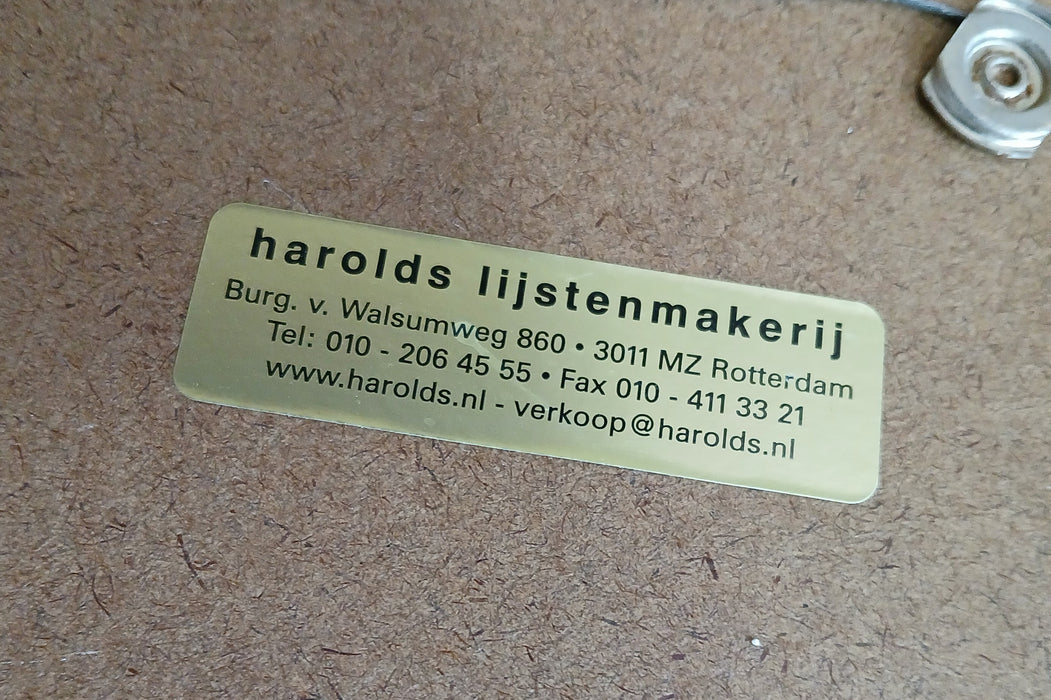 harolds lijstenmakerij
Burg. v. Walsumweg 860 • 3011 MZ Rotterdam
Tel: 010 - 206 45 55 • Fax 010 - 411 33 21
www.harolds.nl - verkoop@harolds.nl